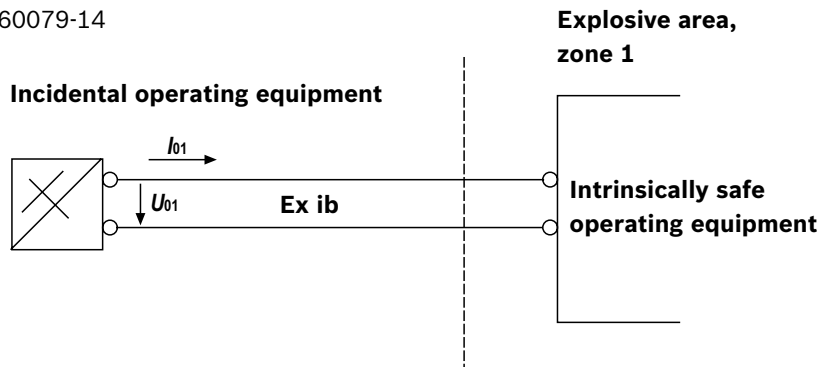 60079-14
Explosive area,
zone 1
Incidental operating equipment
I01
U01
Ex ib
Intrinsically safe
operating equipment